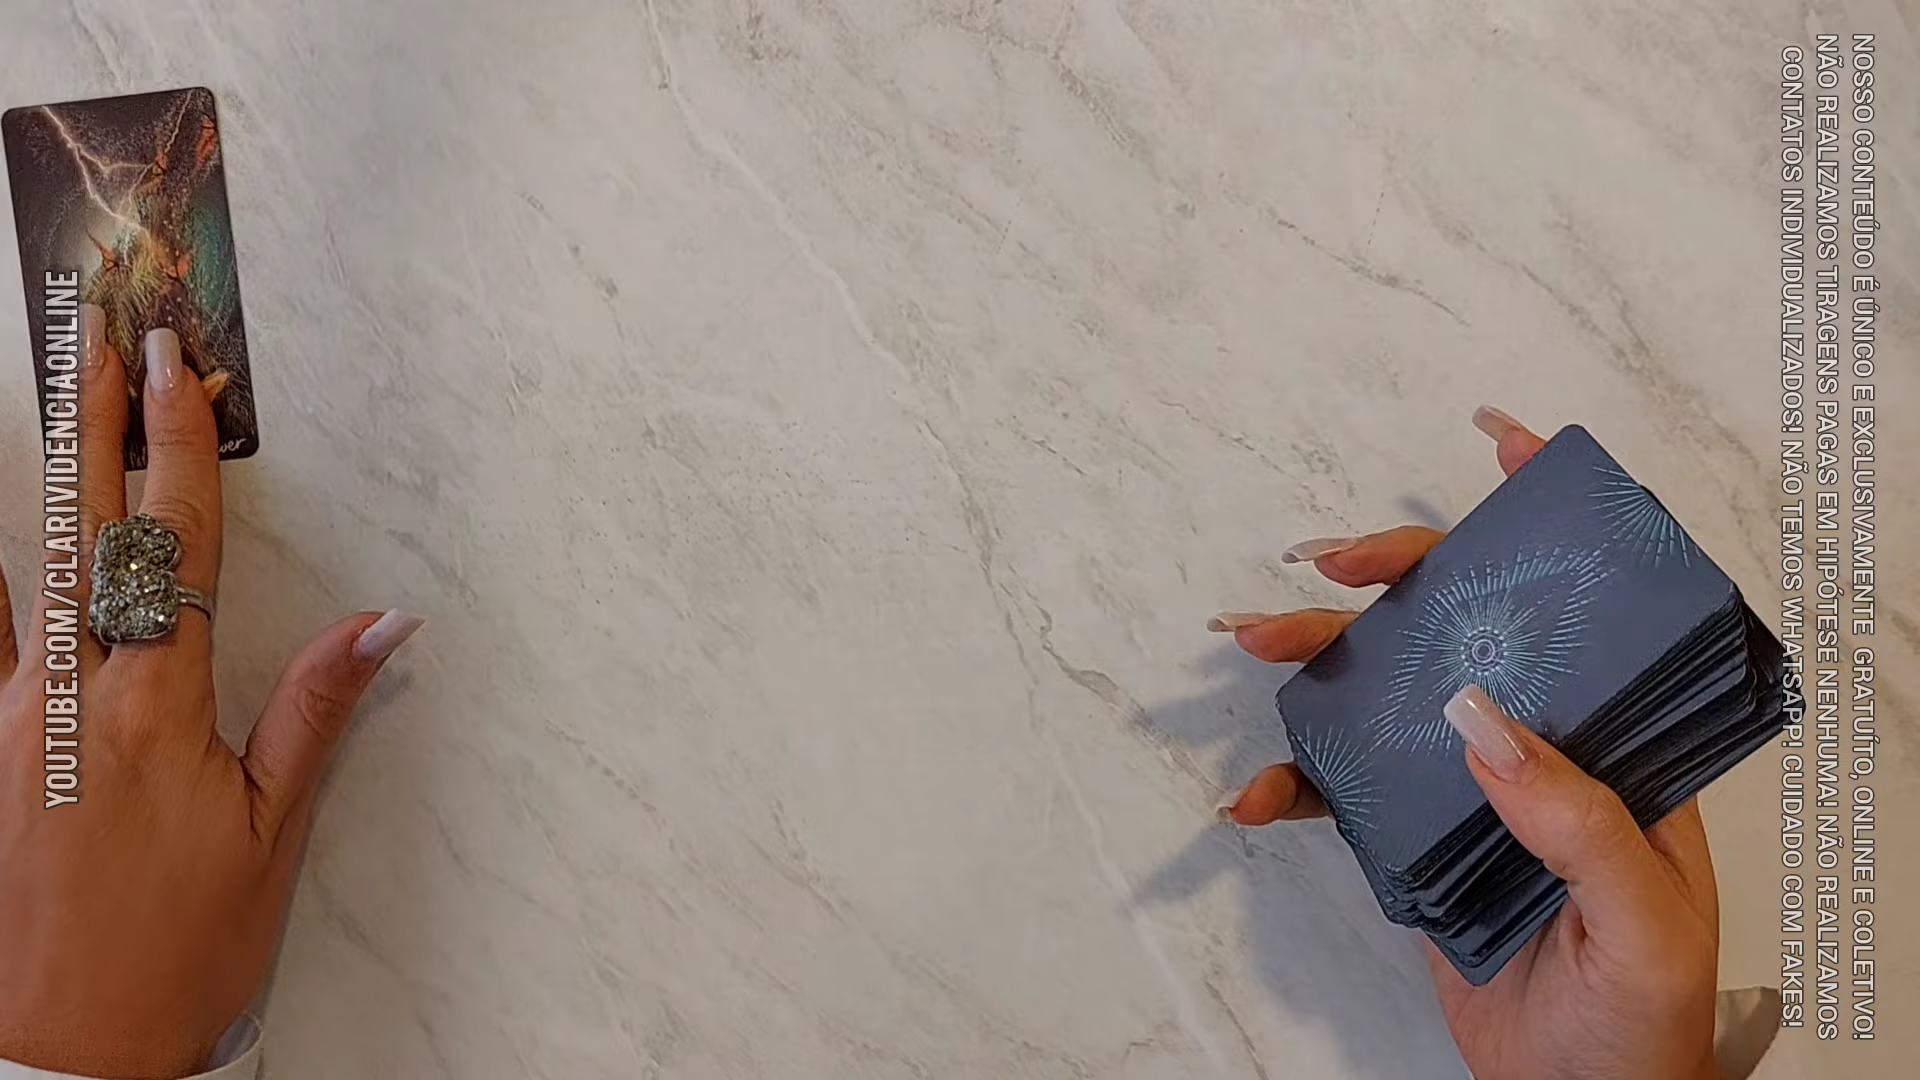 YOUTUBE.COM/CLARIVIDENCIAONLINE
NOSSO CONTEÚDO É ÚNICO E EXCLUSIVAMENTE GRATUÍTO, ONLINE E COLETIVO!
NÃO REALIZAMOS TIRAGENS PAGAS EM HIPÓTESE NENHUMA! NÃO REALIZAMOS
CONTATOS INDIVIDUALIZADOS! NÃO TEMOS WHATSAPP! CUIDADO COM FAKES!